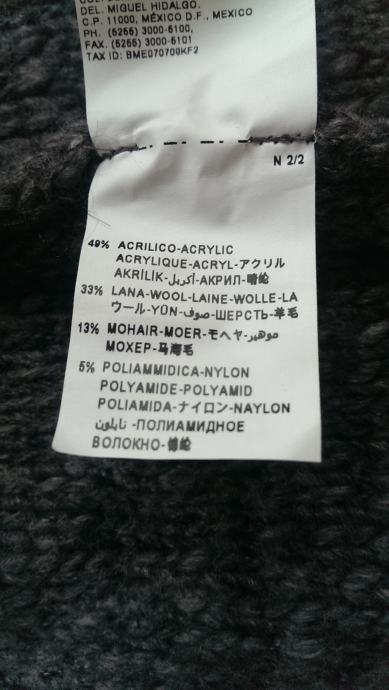 DEL. MIGUEL HIDALGO.
C.P. 11000, MÉXICO D.F., MEXICO
PH. (5255) 3000-5100,
FAX. (5255) 3000-5101
TAX ID: BME070700KF2
N 2/2
49% ACRILICO-ACRYLIC
ACRYLIQUE-ACRYL-アクリル
AKRİLİK-أكريل-АКРИЛ-腈纶
33% LANA-WOOL-LAINE-WOLLE-LA
ウール-YÜN-صوف-ШЕРСТЬ-羊毛
13% MOHAIR-MOER-モヘヤ-موهير
МОХЕР-马海毛
5% POLIAMMIDICA-NYLON
POLYAMIDE-POLYAMID
POLIAMIDA-ナイロン-NAYLON
نايلون-ПОЛИАМИДНОЕ
ВОЛОКНО-锦纶